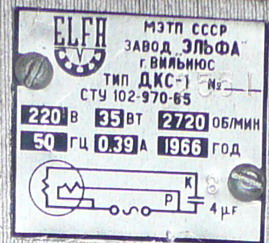 ELFA
МЭТП СССР
ЗАВОД „ЭЛЬФА"
г. ВИЛЬНЮС
ТИП ДКС-1 №
СТУ 102-970-65
220 В 35 ВТ 2720 ОБ/МИН
50 ГЦ 0.39 А 1966 ГОД
К
Р
4 µF